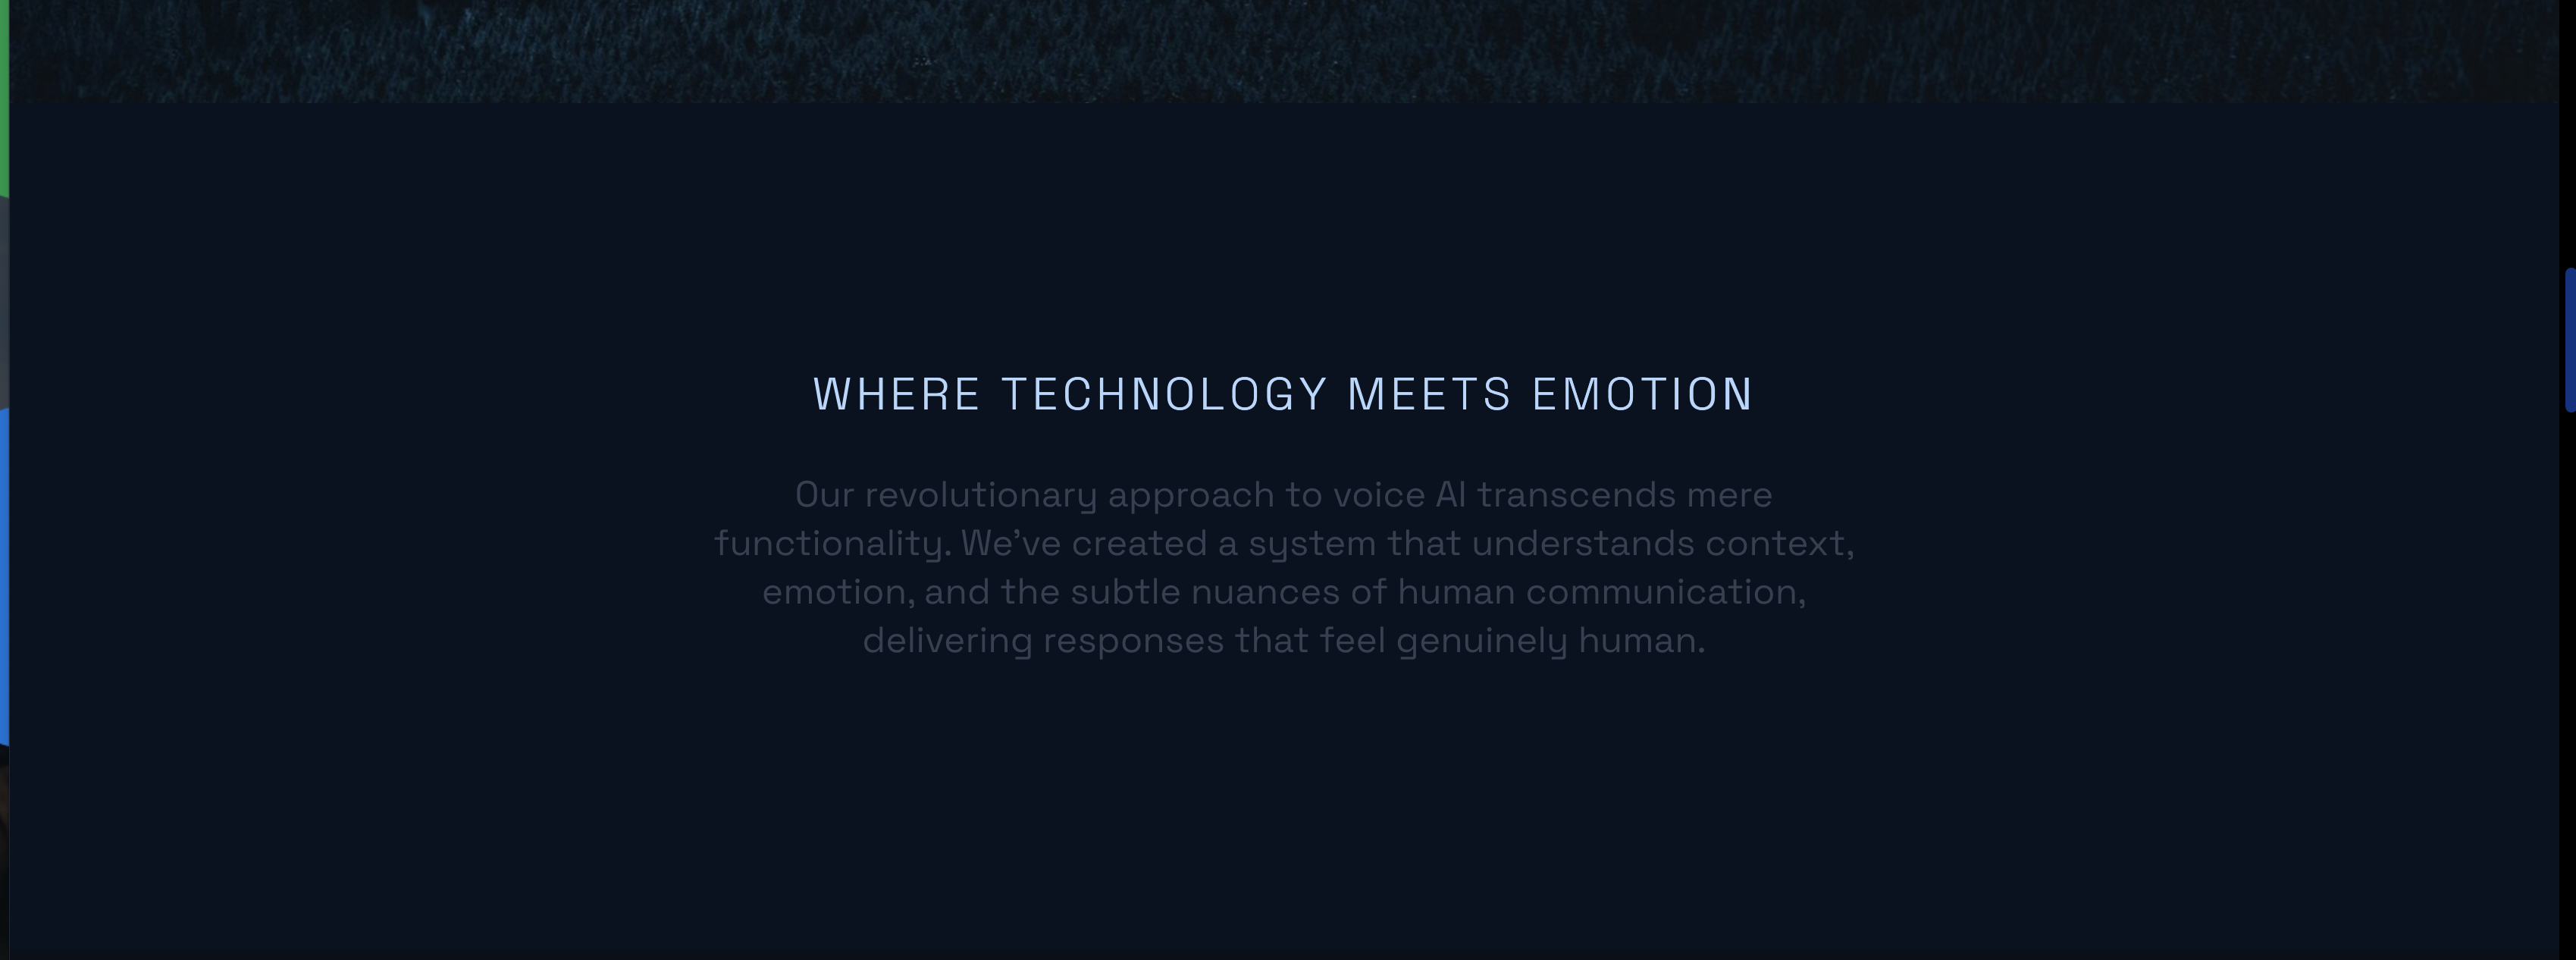 WHERE TECHNOLOGY MEETS EMOTION
Our revolutionary approach to voice AI transcends mere
functionality. We’ve created a system that understands context,
emotion, and the subtle nuances of human communication,
delivering responses that feel genuinely human.